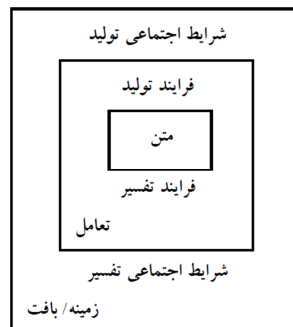 شرایط اجتماعی تولید
فرایند تولید
متن
فرایند تفسیر
تعامل
شرایط اجتماعی تفسیر
زمینه/ بافت